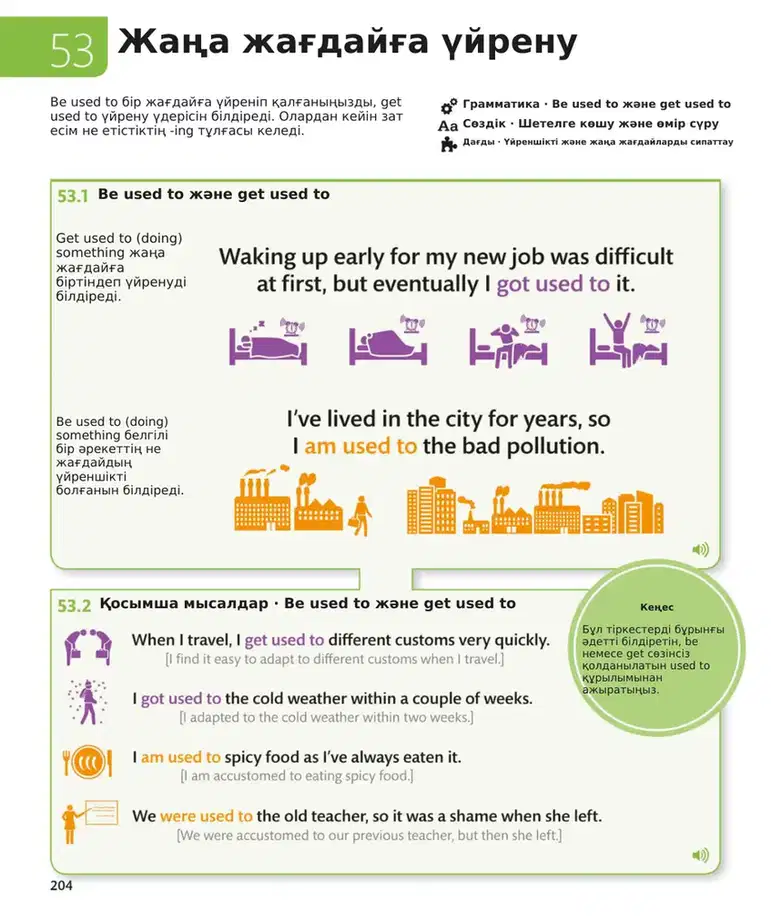 53 Жаңа жағдайға үйрену
Be used to бір жағдайға үйреніп қалғаныңызды, get
used to үйрену үдерісін білдіреді. Олардан кейін зат
есім не етістіктің -ing тұлғасы келеді.
Грамматика · Be used to және get used to
Aa Сөздік · Шетелге көшу және өмір сүру
Дағды · Үйреншікті және жаңа жағдайларды сипаттау
53.1 Be used to және get used to
Get used to (doing)
something жаңа
жағдайға
біртіндеп үйренуді
білдіреді.
Waking up early for my new job was difficult
at first, but eventually I got used to it.
Be used to (doing)
something белгілі
бір әрекеттің не
жағдайдың
үйреншікті
болғанын білдіреді.
I've lived in the city for years, so
I am used to the bad pollution.
53.2 Қосымша мысалдар · Be used to және get used to
When I travel, I get used to different customs very quickly.
[I find it easy to adapt to different customs when I travel.]
I got used to the cold weather within a couple of weeks.
[I adapted to the cold weather within two weeks.]
I am used to spicy food as I've always eaten it.
[I am accustomed to eating spicy food.]
We were used to the old teacher, so it was a shame when she left.
[We were accustomed to our previous teacher, but then she left.]
Кеңес
Бұл тіркестерді бұрынғы
әдетті білдіретін, be
немесе get сөзінсіз
қолданылатын used to
құрылымынан
ажыратыңыз.
204